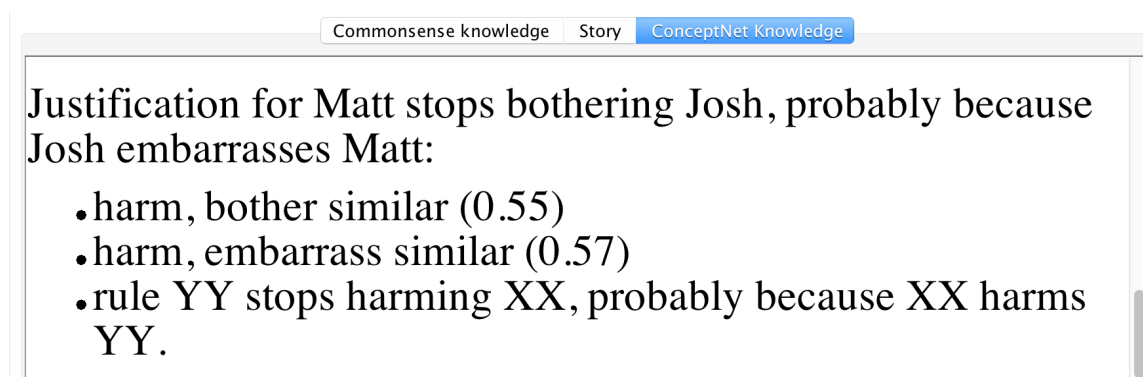 Commonsense knowledge Story ConceptNet Knowledge
Justification for Matt stops bothering Josh, probably because
Josh embarrasses Matt:
• harm, bother similar (0.55)
• harm, embarrass similar (0.57)
• rule YY stops harming XX, probably because XX harms
YY.